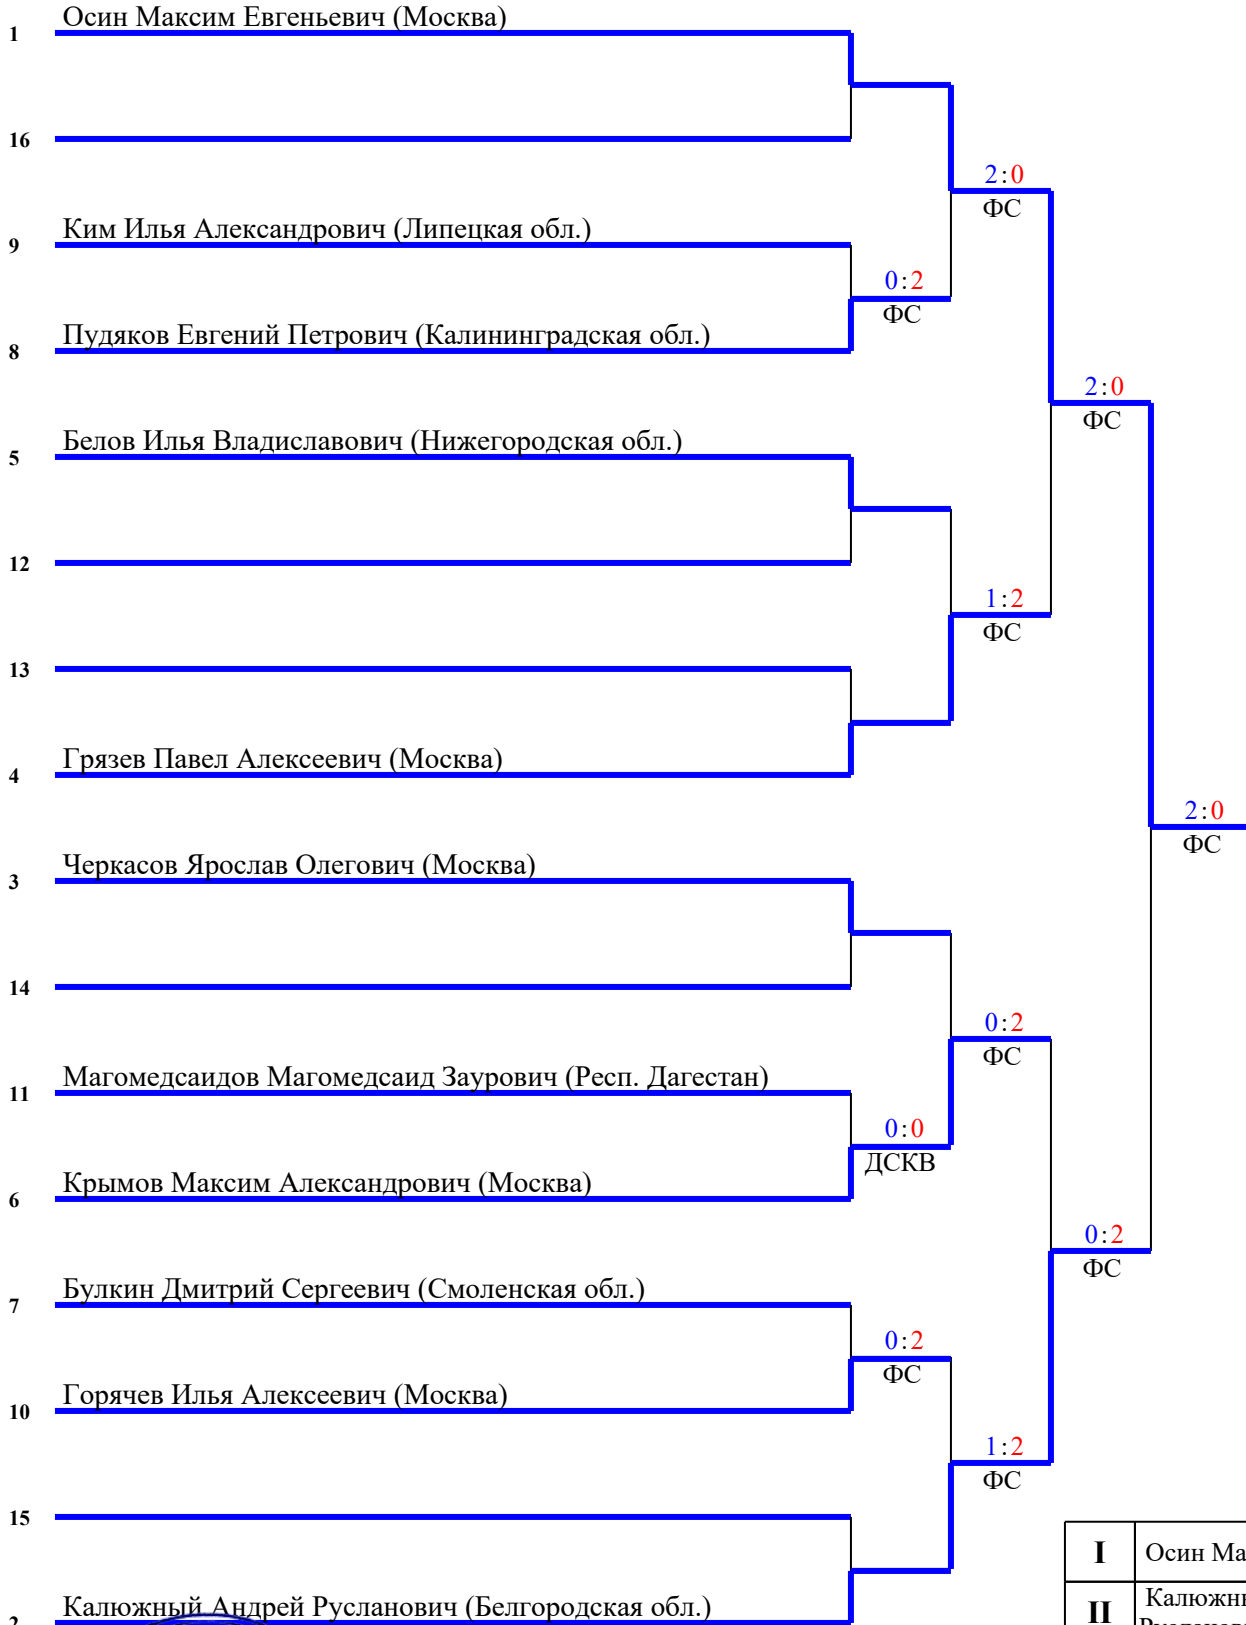 Осин Максим Евгеньевич (Москва)
1
16
2:0
ФС
Ким Илья Александрович (Липецкая обл.)
9
0:2
ФС
Пудяков Евгений Петрович (Калининградская обл.)
8
2:0
ФС
Белов Илья Владиславович (Нижегородская обл.)
5
12
1:2
ФС
13
Грязев Павел Алексеевич (Москва)
4
2:0
ФС
Черкасов Ярослав Олегович (Москва)
3
14
0:2
ФС
Магомедсаидов Магомедсаид Заурович (Респ. Дагестан)
11
0:0
ДСКВ
Крымов Максим Александрович (Москва)
6
0:2
ФС
Булкин Дмитрий Сергеевич (Смоленская обл.)
7
0:2
ФС
Горячев Илья Алексеевич (Москва)
10
1:2
ФС
15
I Осин Ма
Калюжный Андрей Русланович (Белгородская обл.)
2
II Калюжн